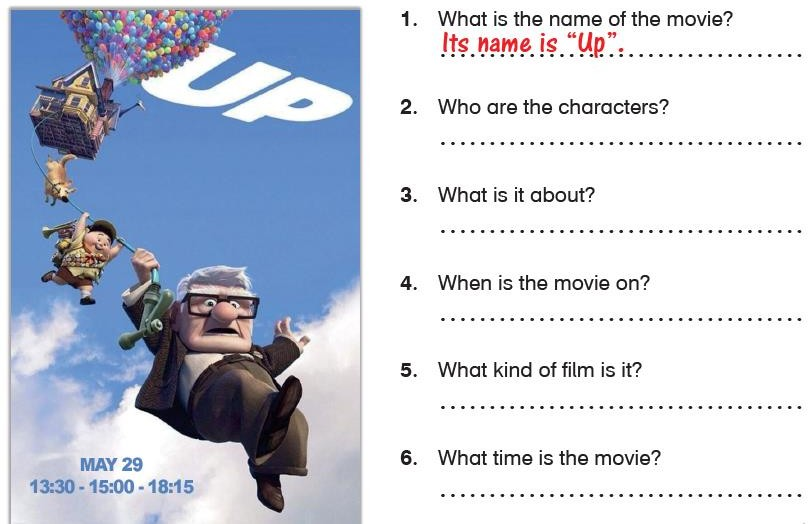 UP
MAY 29
13:30 - 15:00 - 18:15
1. What is the name of the movie?
Its name is “Up”.
2. Who are the characters?
3. What is it about?
4. When is the movie on?
5. What kind of film is it?
6. What time is the movie?